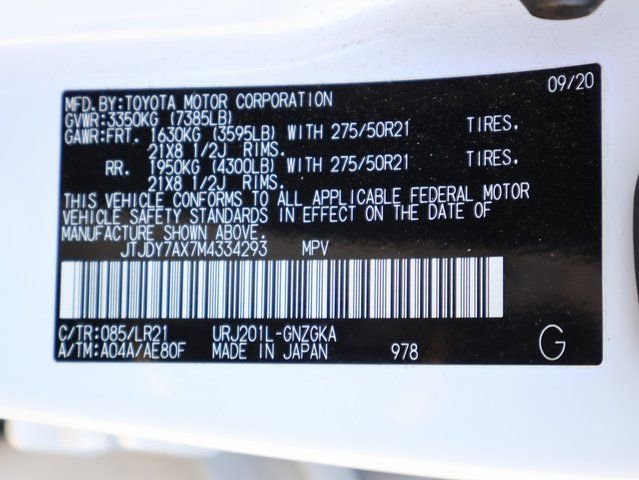 09/20
MFD.BY:TOYOTA MOTOR CORPORATION
GVWR:3350KG (7385LB)
GAWR:FRT. 1630KG (3595LB) WITH 275/50R21 TIRES.
21X8 1/2J RIMS.
RR. 1950KG (4300LB) WITH 275/50R21 TIRES.
21X8 1/2J RIMS.
THIS VEHICLE CONFORMS TO ALL APPLICABLE FEDERAL MOTOR
VEHICLE SAFETY STANDARDS IN EFFECT ON THE DATE OF
MANUFACTURE SHOWN ABOVE.
JTJDY7AX7M4334293 MPV
C/TR:085/LR21 URJ201L-GNZGKA
A/TM:A04A/AE80F MADE IN JAPAN 978 G